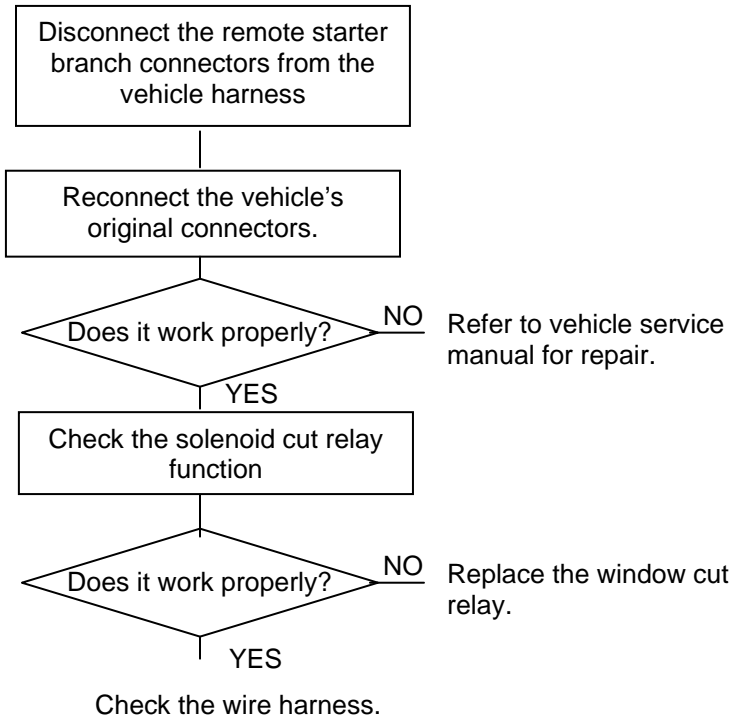 Disconnect the remote starter
branch connectors from the
vehicle harness
Reconnect the vehicle's
original connectors.
Does it work properly?
NO
Refer to vehicle service
manual for repair.
YES
Check the solenoid cut relay
function
Does it work properly?
NO
Replace the window cut
relay.
YES
Check the wire harness.